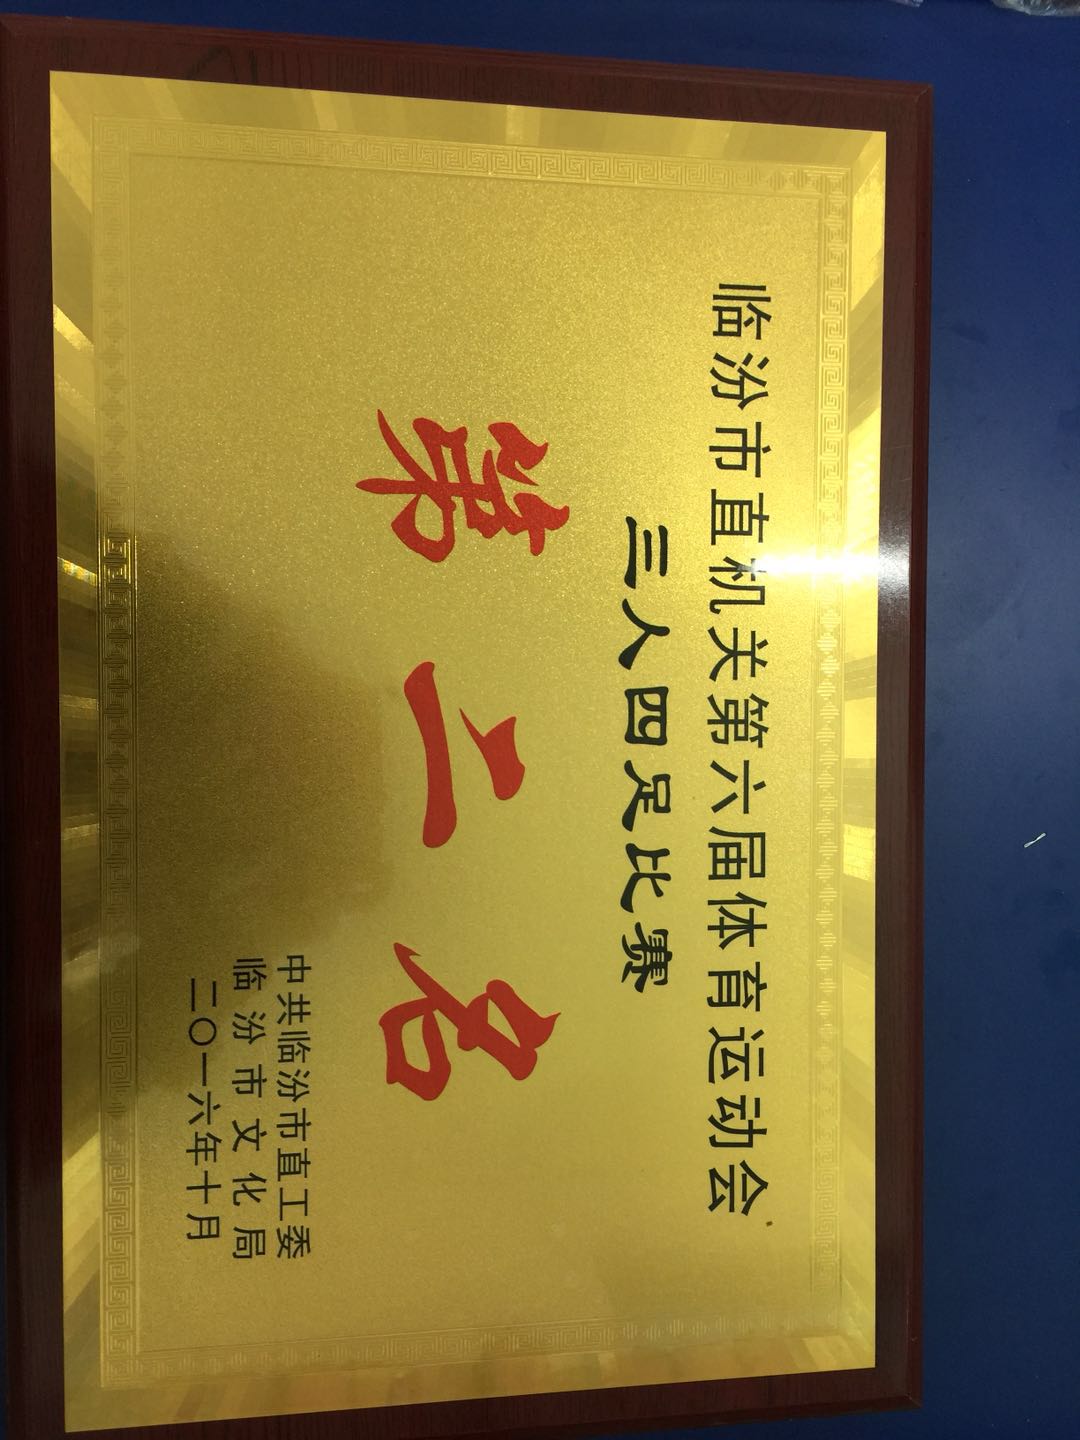 临汾市直机关第六届体育运动会
三人四足比赛
第二名
中共临汾市直工委
临汾市文化局
二〇一六年十月